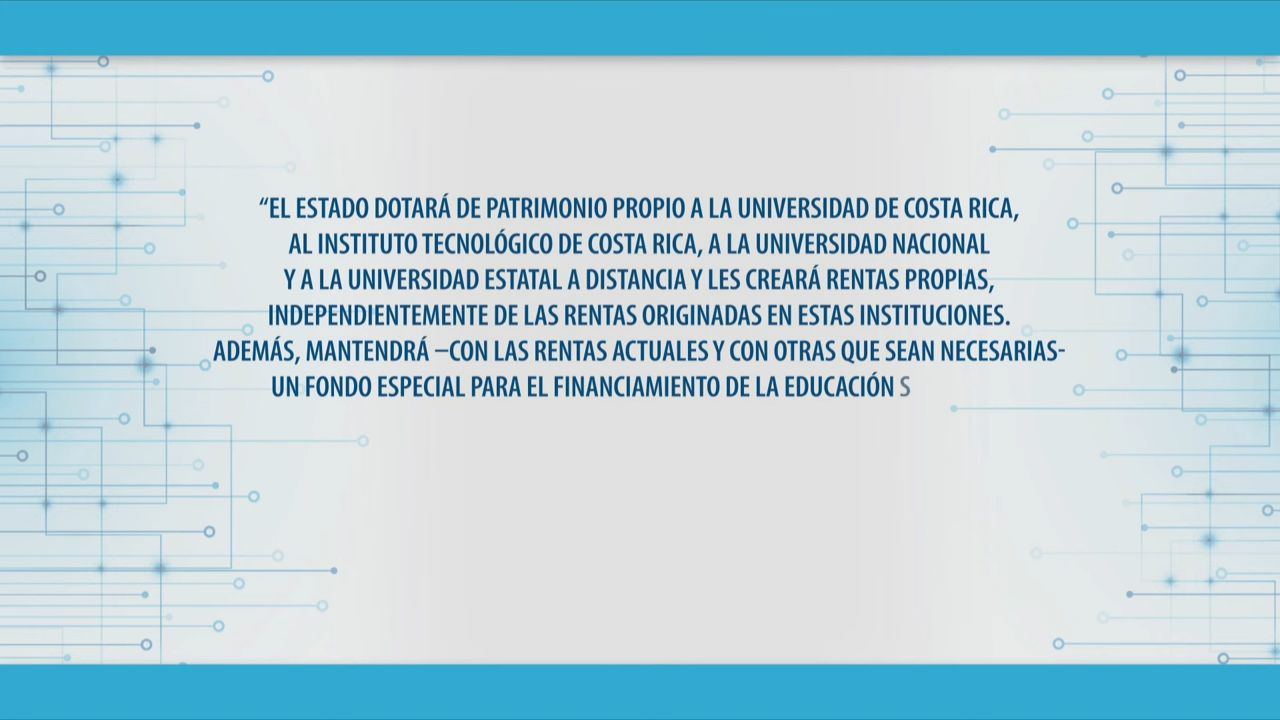 “EL ESTADO DOTARÁ DE PATRIMONIO PROPIO A LA UNIVERSIDAD DE COSTA RICA,
AL INSTITUTO TECNOLÓGICO DE COSTA RICA, A LA UNIVERSIDAD NACIONAL
Y A LA UNIVERSIDAD ESTATAL A DISTANCIA Y LES CREARÁ RENTAS PROPIAS,
INDEPENDIENTEMENTE DE LAS RENTAS ORIGINADAS EN ESTAS INSTITUCIONES.
ADEMÁS, MANTENDRÁ –CON LAS RENTAS ACTUALES Y CON OTRAS QUE SEAN NECESARIAS-
UN FONDO ESPECIAL PARA EL FINANCIAMIENTO DE LA EDUCACIÓN S